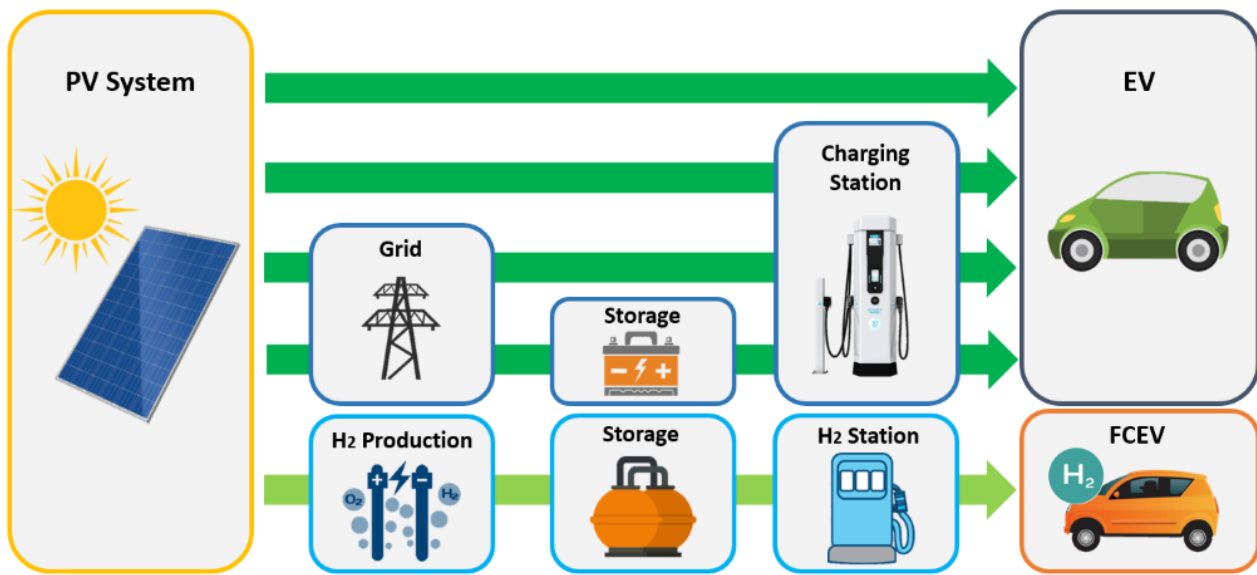 PV System
EV
Charging
Station
Grid
Storage
H2 Production
O2
H2
Storage
H2 Station
FCEV
H2